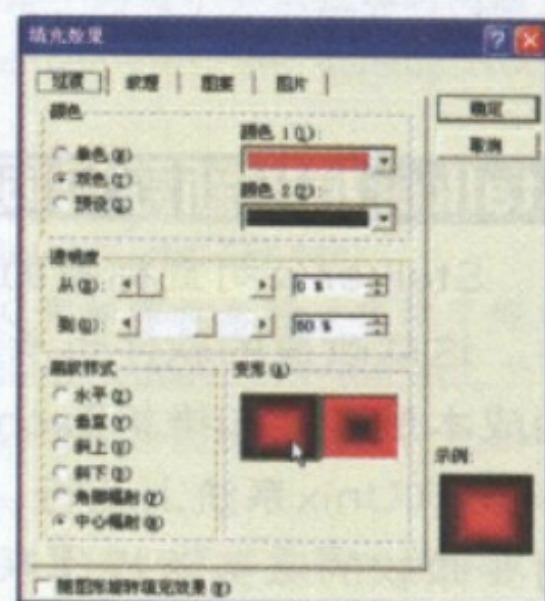 填充效果
过渡 纹理 图案 图片
确定
取消
颜色
单色(N)
双色(T)
预设(S)
颜色 1(1):
颜色 2(2):
透明度
从(R): 0 %
到(O): 60 %
底纹样式
水平(Z)
垂直(V)
斜上(U)
斜下(D)
角部辐射(F)
中心辐射(M)
变形(A)
示例:
随图形旋转填充效果(W)